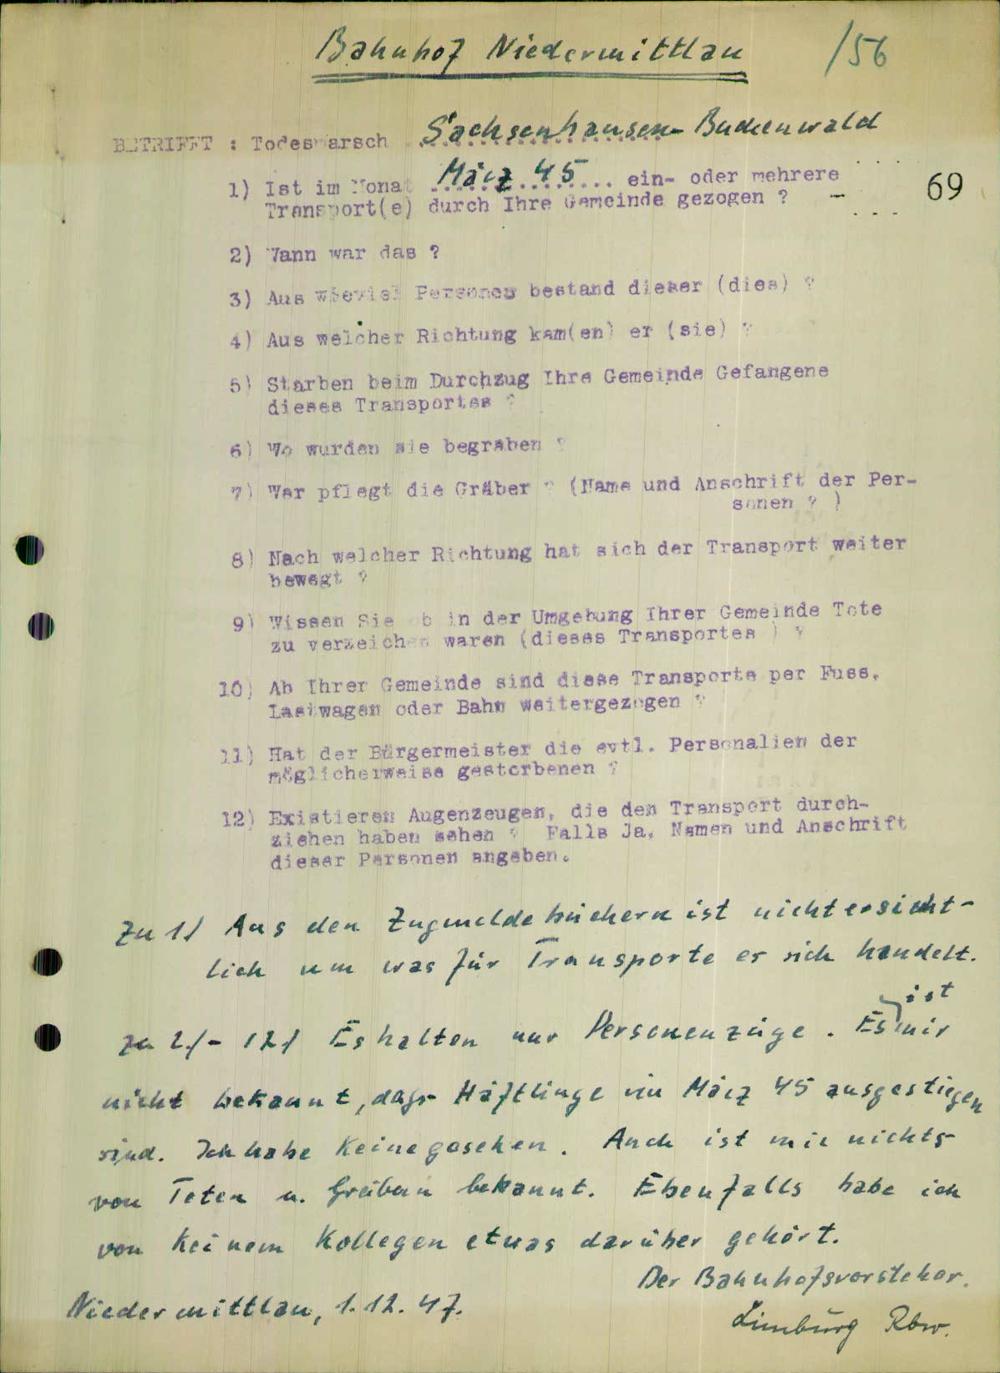 Bahnhof Niedermittlau /56
BETRIFFT : Todesmarsch Sachsenhausen-Buchenwald
1) Ist im Monat März 45 ein- oder mehrere
69
Transport(e) durch Ihre Gemeinde gezogen ? -
2) Wann war das ?
3) Aus wieviel Personen bestand dieser (dies) ?
4) Aus welcher Richtung kam(en) er (sie) ?
5) Starben beim Durchzug Ihre Gemeinde Gefangene
dieses Transportes ?
6) Wo wurden sie begraben ?
7) Wer pflegt die Gräber ? (Name und Anschrift der Per-
sonen ? )
8) Nach welcher Richtung hat sich der Transport weiter
bewegt ?
9) Wissen Sie ob in der Umgebung Ihrer Gemeinde Tote
zu verzeichen waren (dieses Transportes ) ?
10) Ab Ihrer Gemeinde sind diese Transporte per Fuss,
Lastwagen oder Bahn weitergezogen ?
11) Hat der Bürgermeister die evtl. Personalien der
möglicherweise gestorbenen ?
12) Existieren Augenzeugen, die den Transport durch-
ziehen haben sehen ? Falls Ja, Namen und Anschrift
dieser Personen angeben.
Zu 1/ Aus den Zugmeldebüchern ist nicht ersicht-
lich um was für Transporte es sich handelt.
ist
zu 2/- 12/ Es halten nur Personenzüge. Es mir
nicht bekannt, dass Häftlinge im März 45 ausgestiegen
sind. Ich habe keine gesehen. Auch ist mir nichts
von Toten u. Gräbern bekannt. Ebenfalls habe ich
von keinem Kollegen etwas darüber gehört.
Der Bahnhofsvorsteher.
Niedermittlau, 1.12.47.
Limburg Rbw.